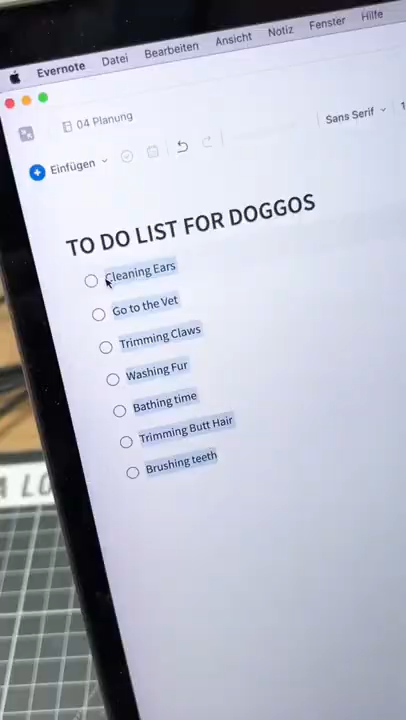 Evernote Datei Bearbeiten Ansicht Notiz Fenster Hilfe
04 Planung
Einfügen Sans Serif
TO DO LIST FOR DOGGOS
Cleaning Ears
Go to the Vet
Trimming Claws
Washing Fur
Bathing time
Trimming Butt Hair
Brushing teeth
A LO